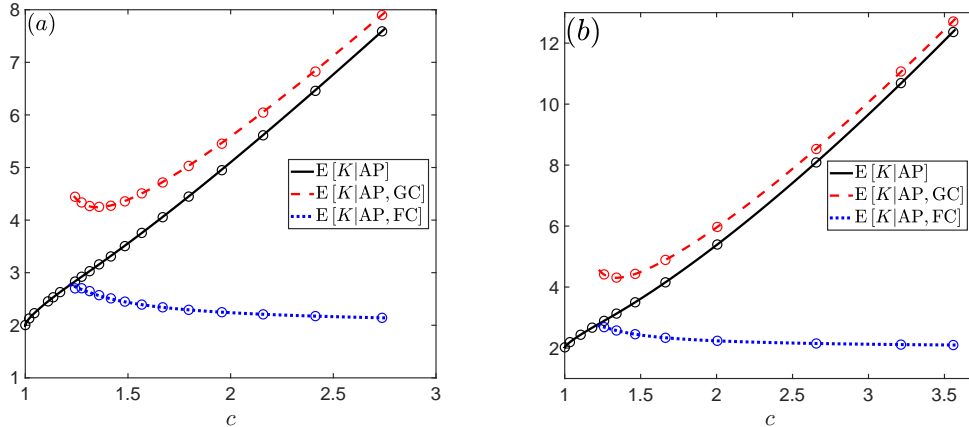 (a)
8
7
6
5
4
3
2
1
E [K|AP]
E [K|AP, GC]
E [K|AP, FC]
1 1.5 2 2.5 3
c
(b)
12
10
8
6
4
2
E [K|AP]
E [K|AP, GC]
E [K|AP, FC]
1 1.5 2 2.5 3 3.5
c